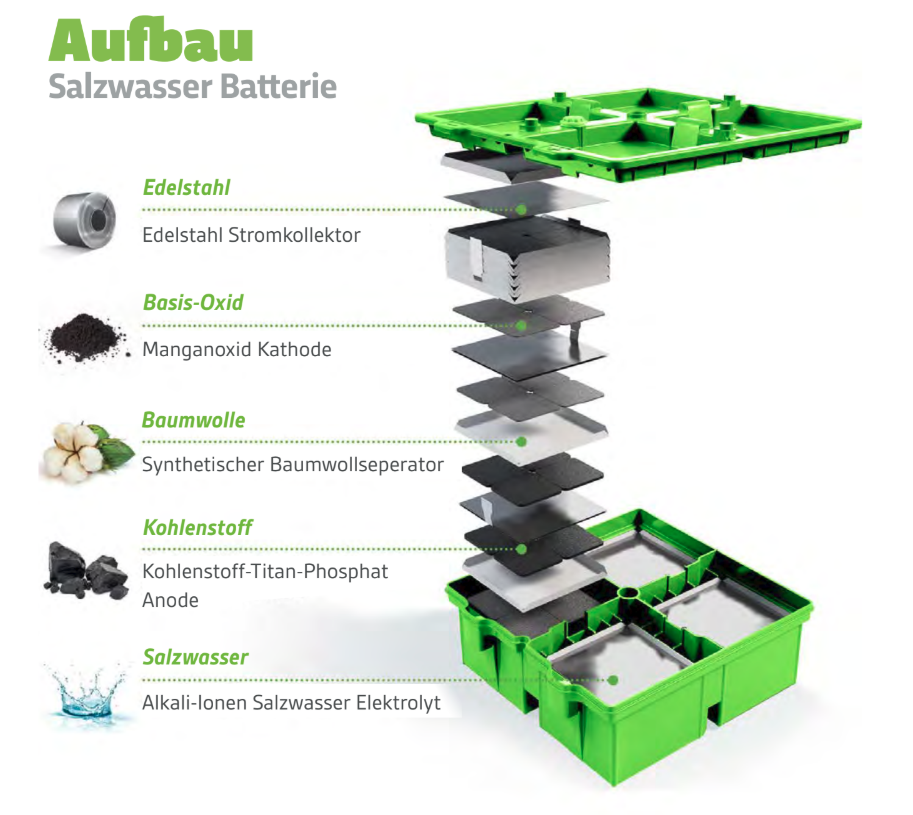 Aufbau
Salzwasser Batterie
Edelstahl
Edelstahl Stromkollektor
Basis-Oxid
Manganoxid Kathode
Baumwolle
Synthetischer Baumwollseperator
Kohlenstoff
Kohlenstoff-Titan-Phosphat
Anode
Salzwasser
Alkali-Ionen Salzwasser Elektrolyt